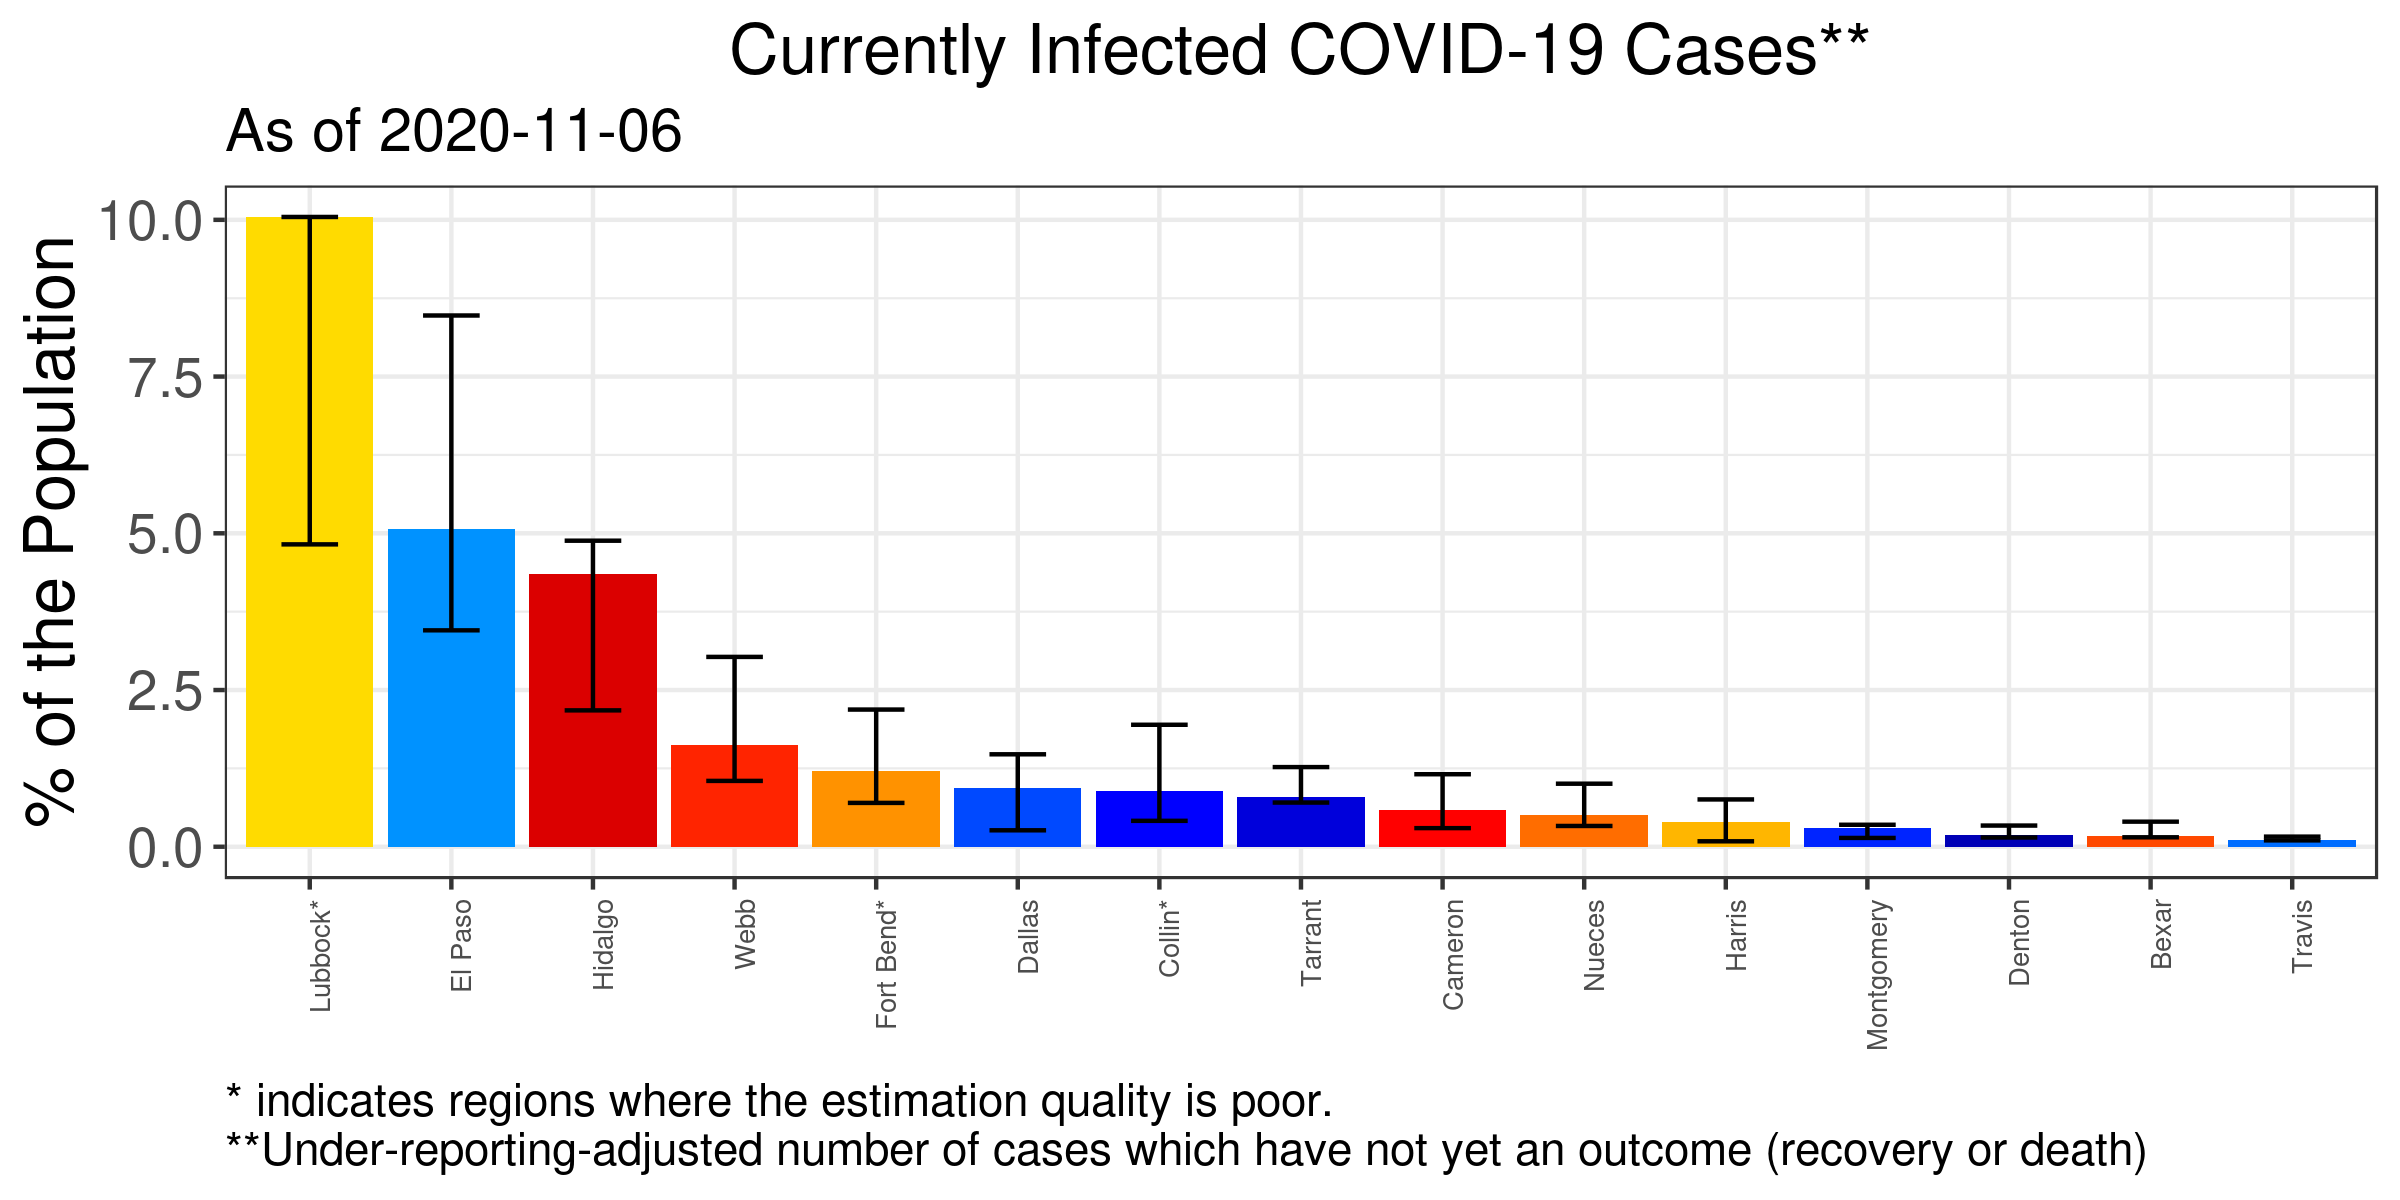 Currently Infected COVID-19 Cases**
As of 2020-11-06
% of the Population
10.0
7.5
5.0
2.5
0.0
Lubbock*
El Paso
Hidalgo
Webb
Fort Bend*
Dallas
Collin*
Tarrant
Cameron
Nueces
Harris
Montgomery
Denton
Bexar
Travis
* indicates regions where the estimation quality is poor.
**Under-reporting-adjusted number of cases which have not yet an outcome (recovery or death)